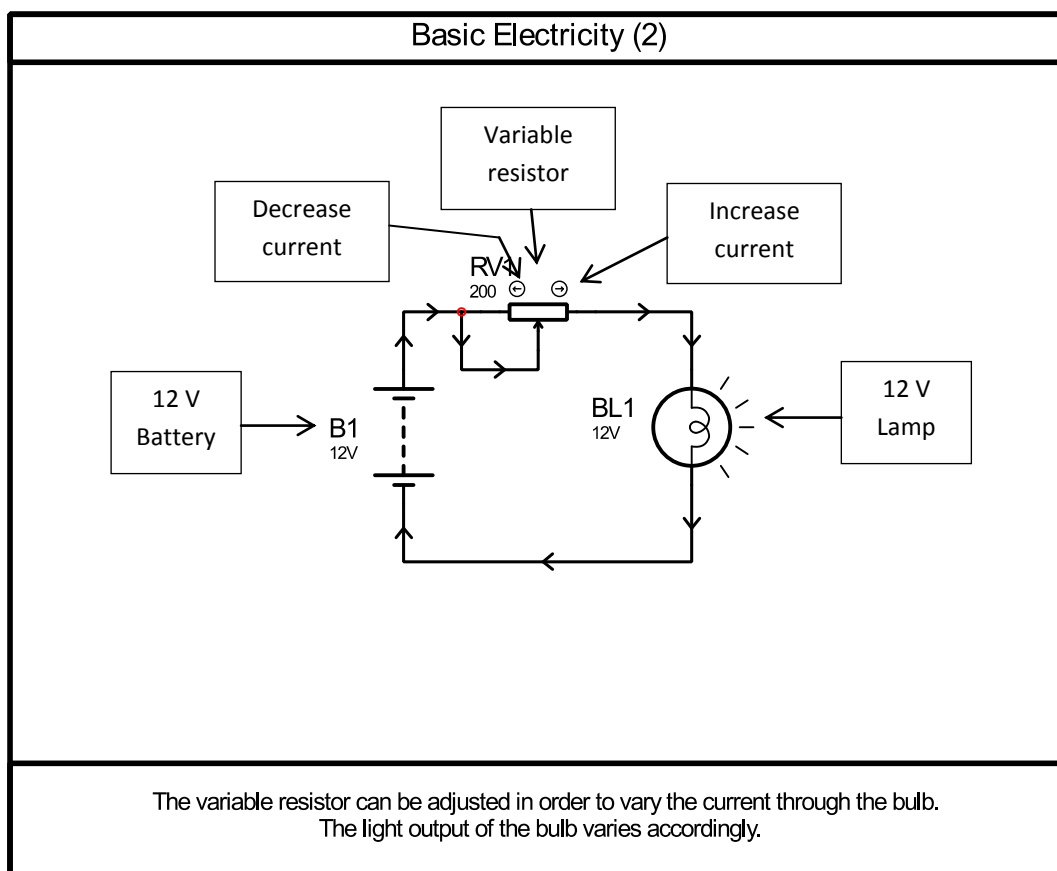 Basic Electricity (2)
Variable
resistor
Decrease
current
Increase
current
RV1
200
12 V
Battery
B1
12V
BL1
12V
12 V
Lamp
The variable resistor can be adjusted in order to vary the current through the bulb.
The light output of the bulb varies accordingly.